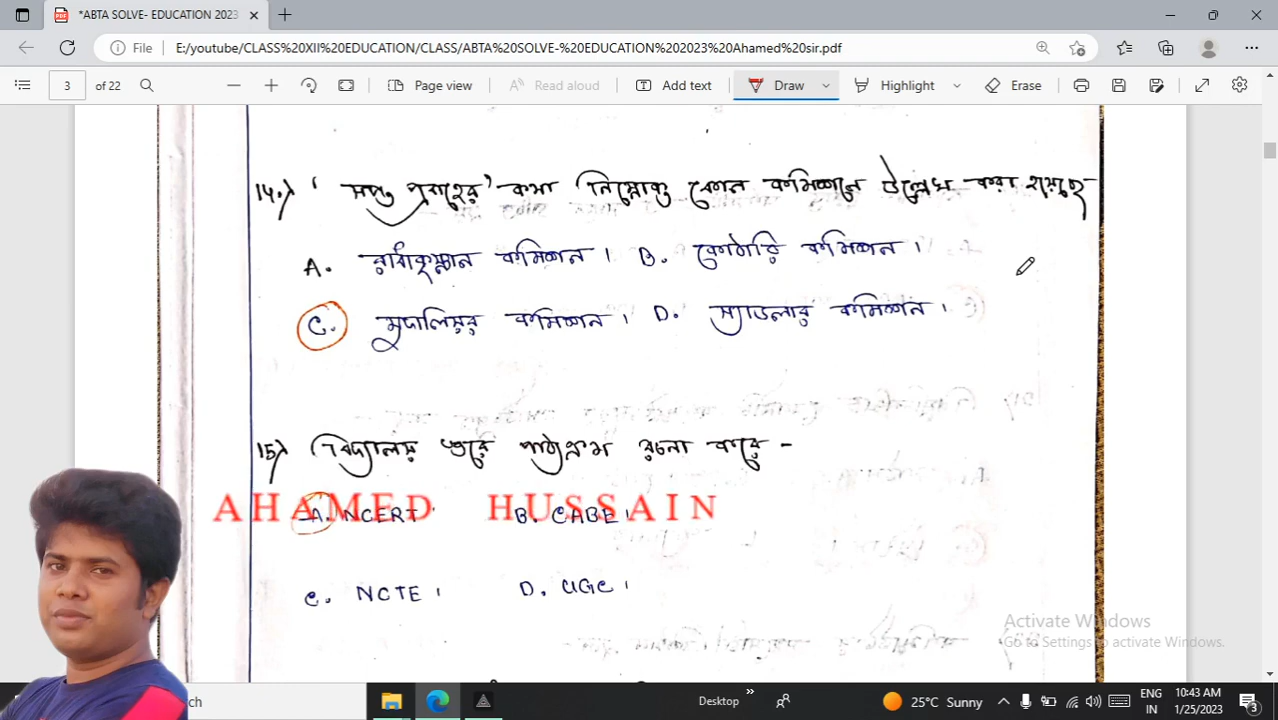 *ABTA SOLVE- EDUCATION 2023
File E:/youtube/CLASS%20XII%20EDUCATION/CLASS/ABTA%20SOLVE-%20EDUCATION%202023%20Ahamed%20sir.pdf
3 of 22 Page view Read aloud Add text Draw Highlight Erase
14.) 'সপ্ত প্রবাহের' কথা নিম্নোক্ত কোন কমিশনে উল্লেখ করা হয়েছে
A. রাধাকৃষ্ণান কমিশন। B. কোঠারি কমিশন।
C. মুদালিয়র কমিশন। D. স্যাডলার কমিশন।
15) বিদ্যালয় স্তরে পাঠ্যক্রম রচনা করে -
AHAMED HUSSAIN
A. NCERT। B. CABE।
C. NCTE। D. UGC।
Activate Windows
Go to Settings to activate Windows.
rch Desktop 25°C Sunny ENG IN 10:43 AM 1/25/2023 3